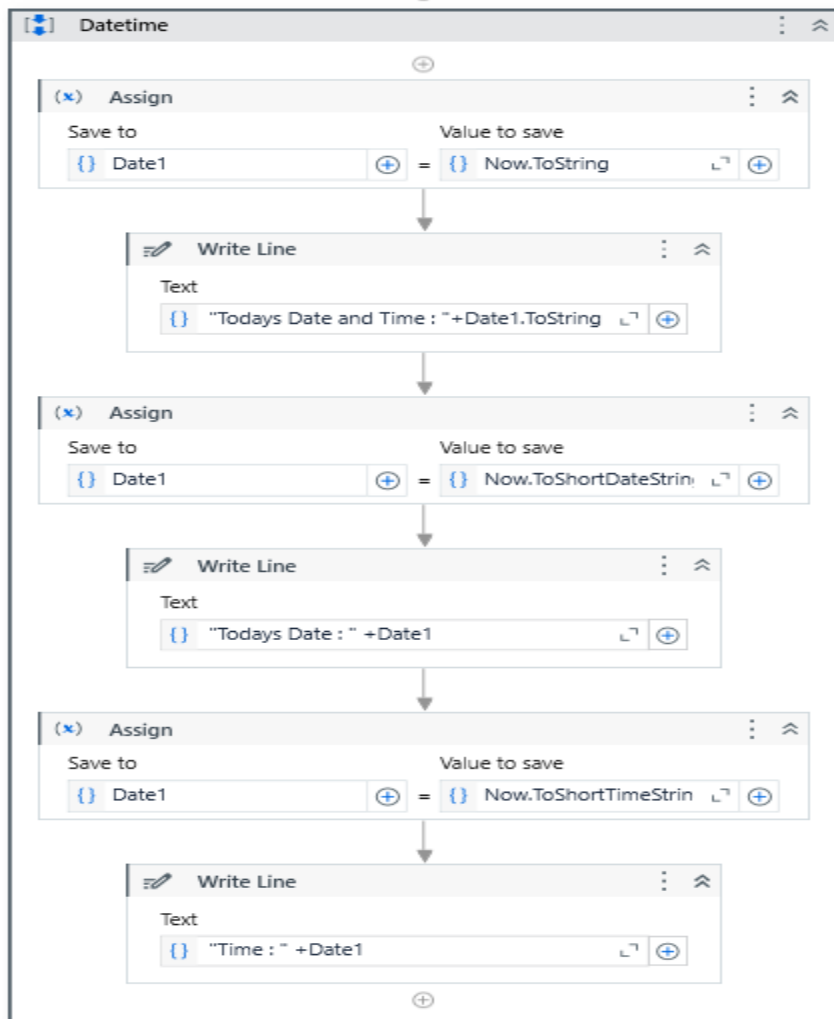 Datetime
(x) Assign
Save to Value to save
{} Date1 = {} Now.ToString
Write Line
Text
{} "Todays Date and Time : "+Date1.ToString
(x) Assign
Save to Value to save
{} Date1 = {} Now.ToShortDateStrin
Write Line
Text
{} "Todays Date : " +Date1
(x) Assign
Save to Value to save
{} Date1 = {} Now.ToShortTimeStrin
Write Line
Text
{} "Time : " +Date1